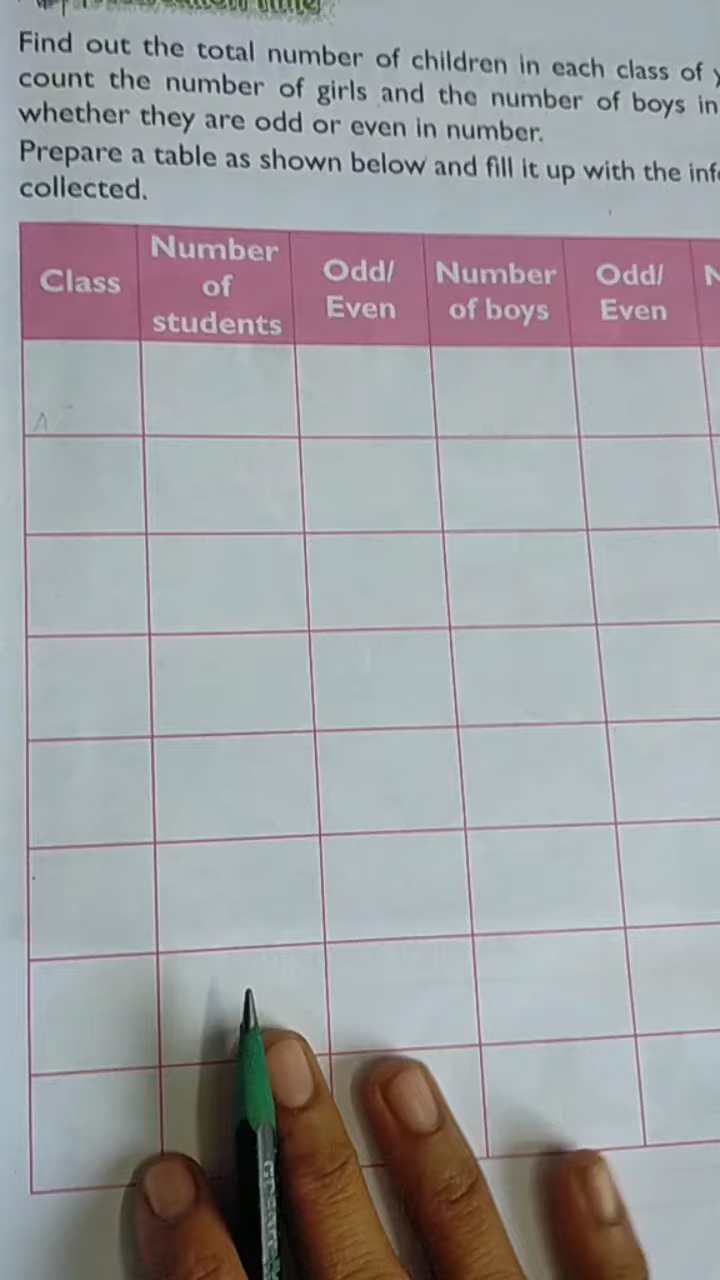 Find out the total number of children in each class of
count the number of girls and the number of boys in
whether they are odd or even in number.
Prepare a table as shown below and fill it up with the
collected.
Class
Number of students
Odd/ Even
Number of boys
Odd/ Even